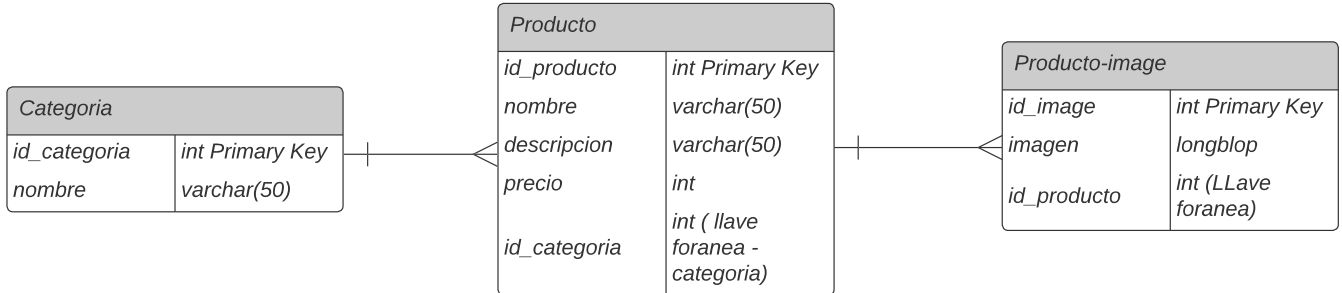 Categoria
id_categoria int Primary Key
nombre varchar(50)
Producto
id_producto int Primary Key
nombre varchar(50)
descripcion varchar(50)
precio int
id_categoria int ( llave
foranea -
categoria)
Producto-image
id_image int Primary Key
imagen longblop
id_producto int (LLave
foranea)